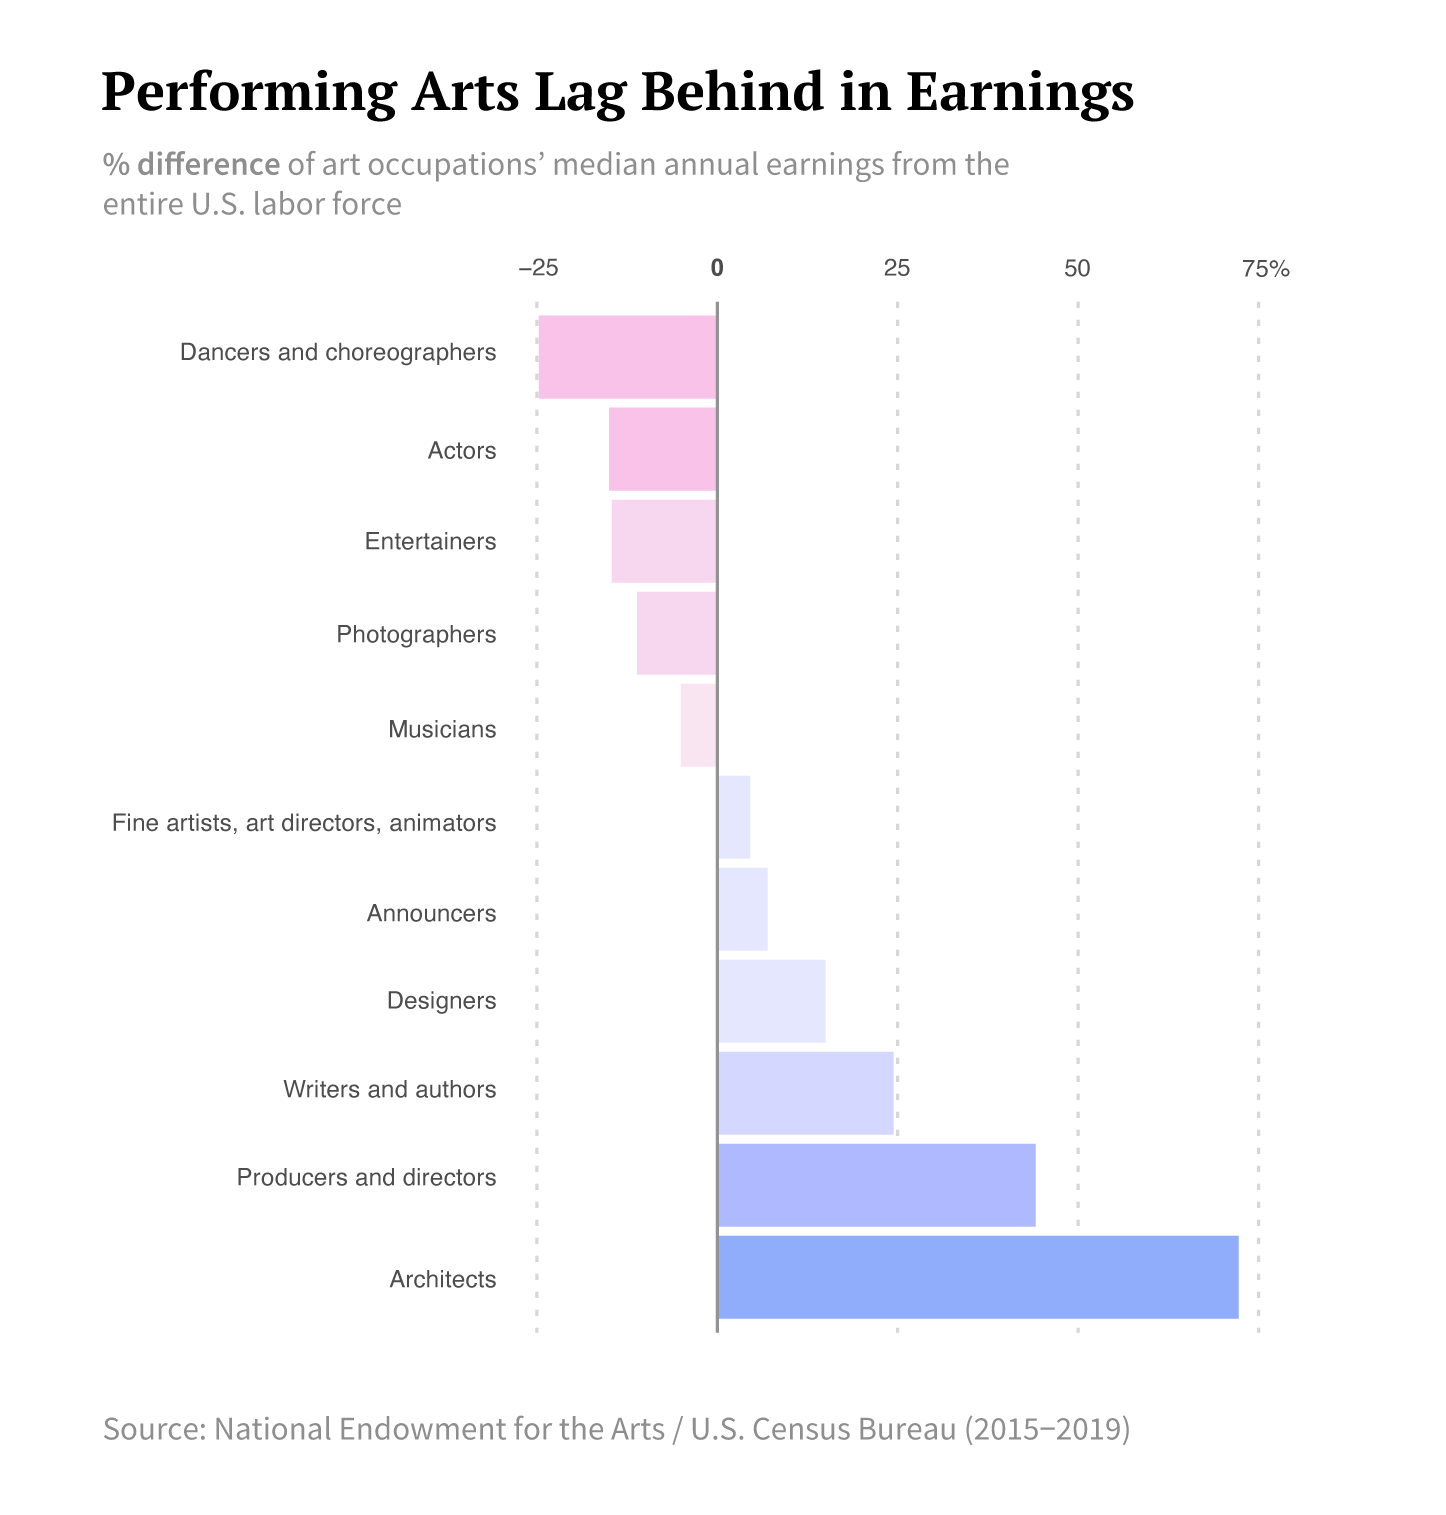 Performing Arts Lag Behind in Earnings
% difference of art occupations’ median annual earnings from the
entire U.S. labor force
−25 0 25 50 75%
Dancers and choreographers
Actors
Entertainers
Photographers
Musicians
Fine artists, art directors, animators
Announcers
Designers
Writers and authors
Producers and directors
Architects
Source: National Endowment for the Arts / U.S. Census Bureau (2015−2019)